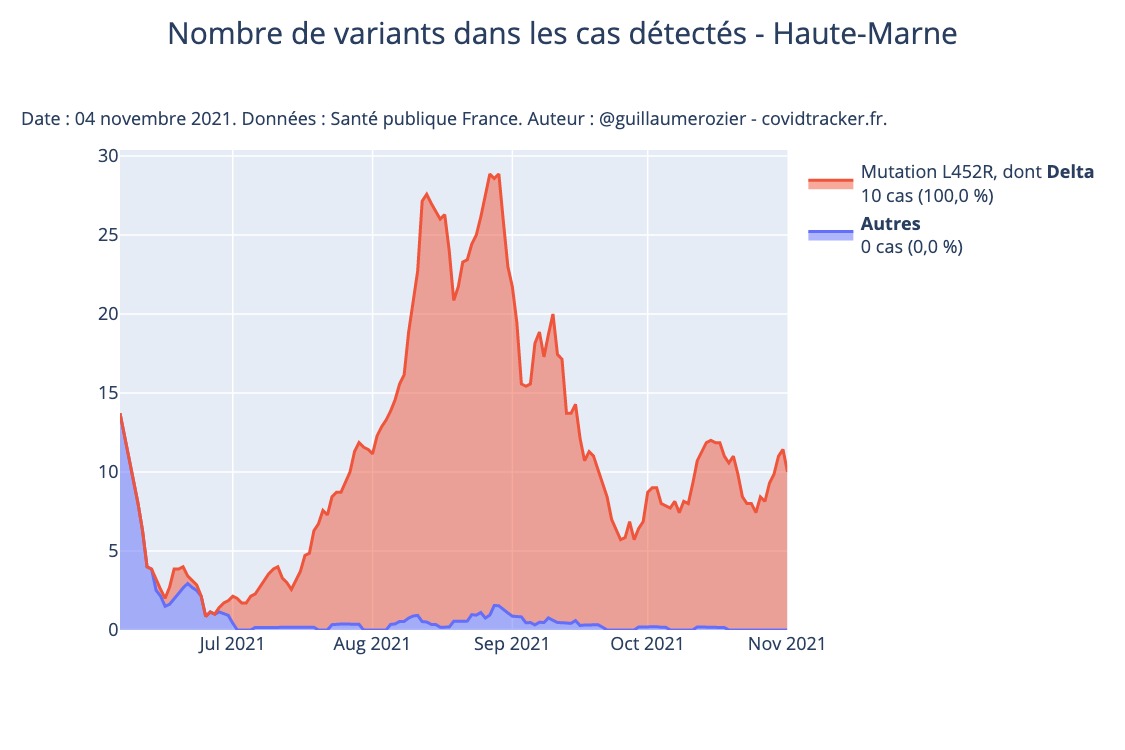 Nombre de variants dans les cas détectés - Haute-Marne
Date : 04 novembre 2021. Données : Santé publique France. Auteur : @guillaumerozier - covidtracker.fr.
30
25
20
15
10
5
0
Jul 2021
Aug 2021
Sep 2021
Oct 2021
Nov 2021
Mutation L452R, dont Delta
10 cas (100,0 %)
Autres
0 cas (0,0 %)